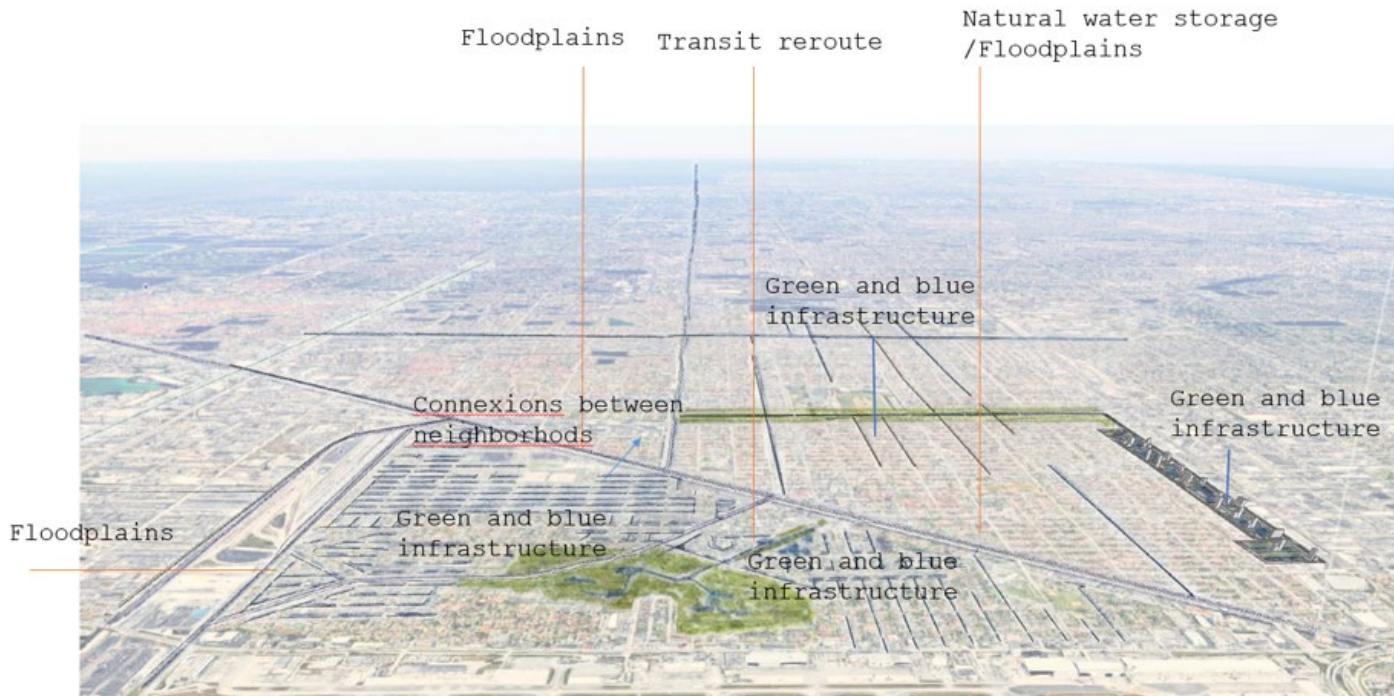 Floodplains
Transit reroute
Natural water storage
/Floodplains
Green and blue
infrastructure
Connexions between
neighborhods
Green and blue
infrastructure
Green and blue
infrastructure
Floodplains
Green and blue
infrastructure